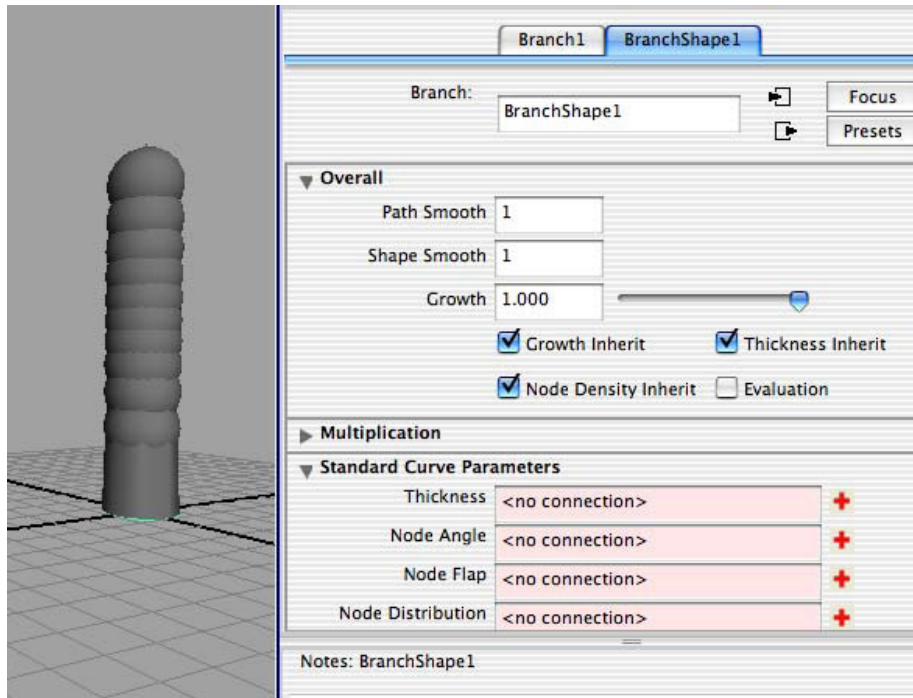 Branch1 BranchShape1
Branch: BranchShape1 Focus
Presets
Overall
Path Smooth 1
Shape Smooth 1
Growth 1.000
Growth Inherit Thickness Inherit
Node Density Inherit Evaluation
Multiplication
Standard Curve Parameters
Thickness <no connection>
Node Angle <no connection>
Node Flap <no connection>
Node Distribution <no connection>
Notes: BranchShape1